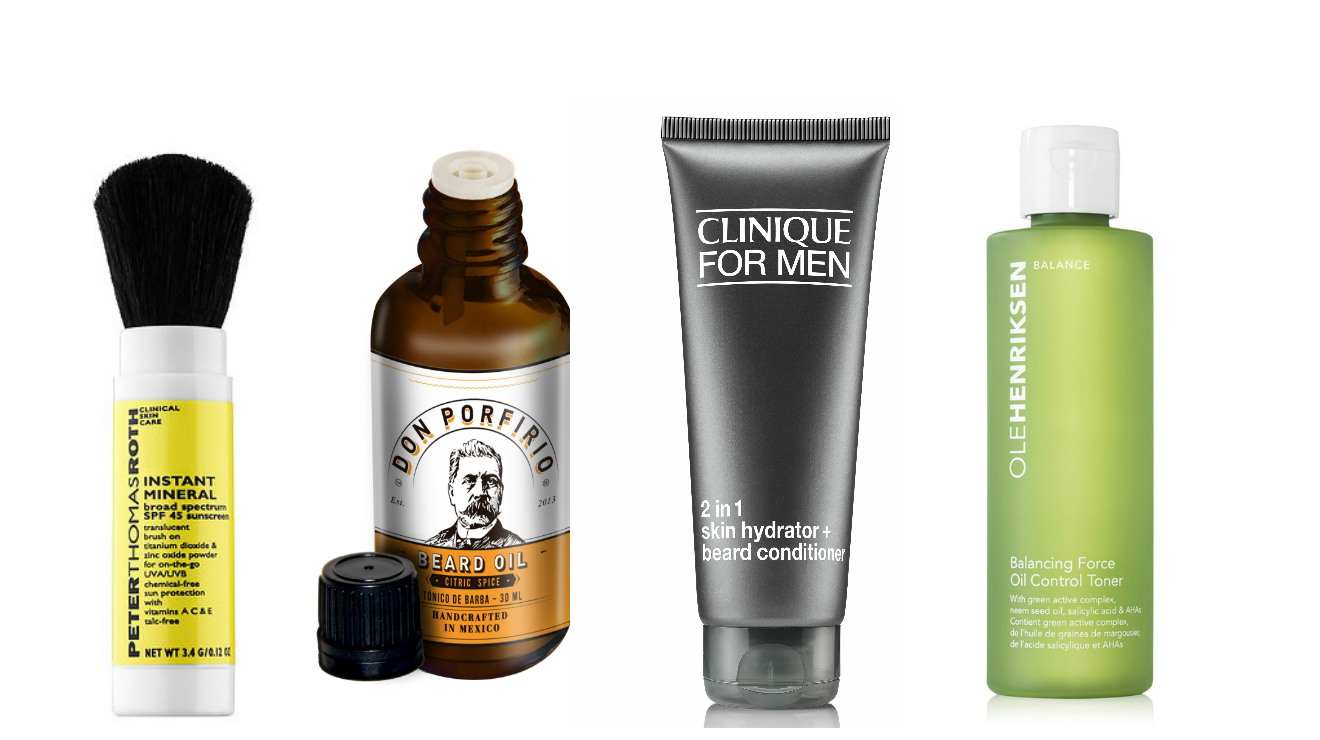 PETERTHOMASROTH
CLINICAL
SKIN
CARE
INSTANT
MINERAL
broad spectrum
SPF 45 sunscreen
translucent
brush on
titanium dioxide &
zinc oxide powder
for on-the-go
UVA/UVB
chemical-free
sun protection
with
vitamins A C & E
talc-free
NET WT 3.4 G/0.12 OZ
DON PORFIRIO
Est. 2013
BEARD OIL
CITRIC SPICE
TÓNICO DE BARBA - 30 ML
HANDCRAFTED
IN MEXICO
CLINIQUE
FOR MEN
2 in 1
skin hydrator +
beard conditioner
OLEHENRIKSEN
BALANCE
Balancing Force
Oil Control Toner
With green active complex,
neem seed oil, salicylic acid & AHAs
Contient green active complex,
de l'huile de graines de margousier,
de l'acide salicylique et AHAs